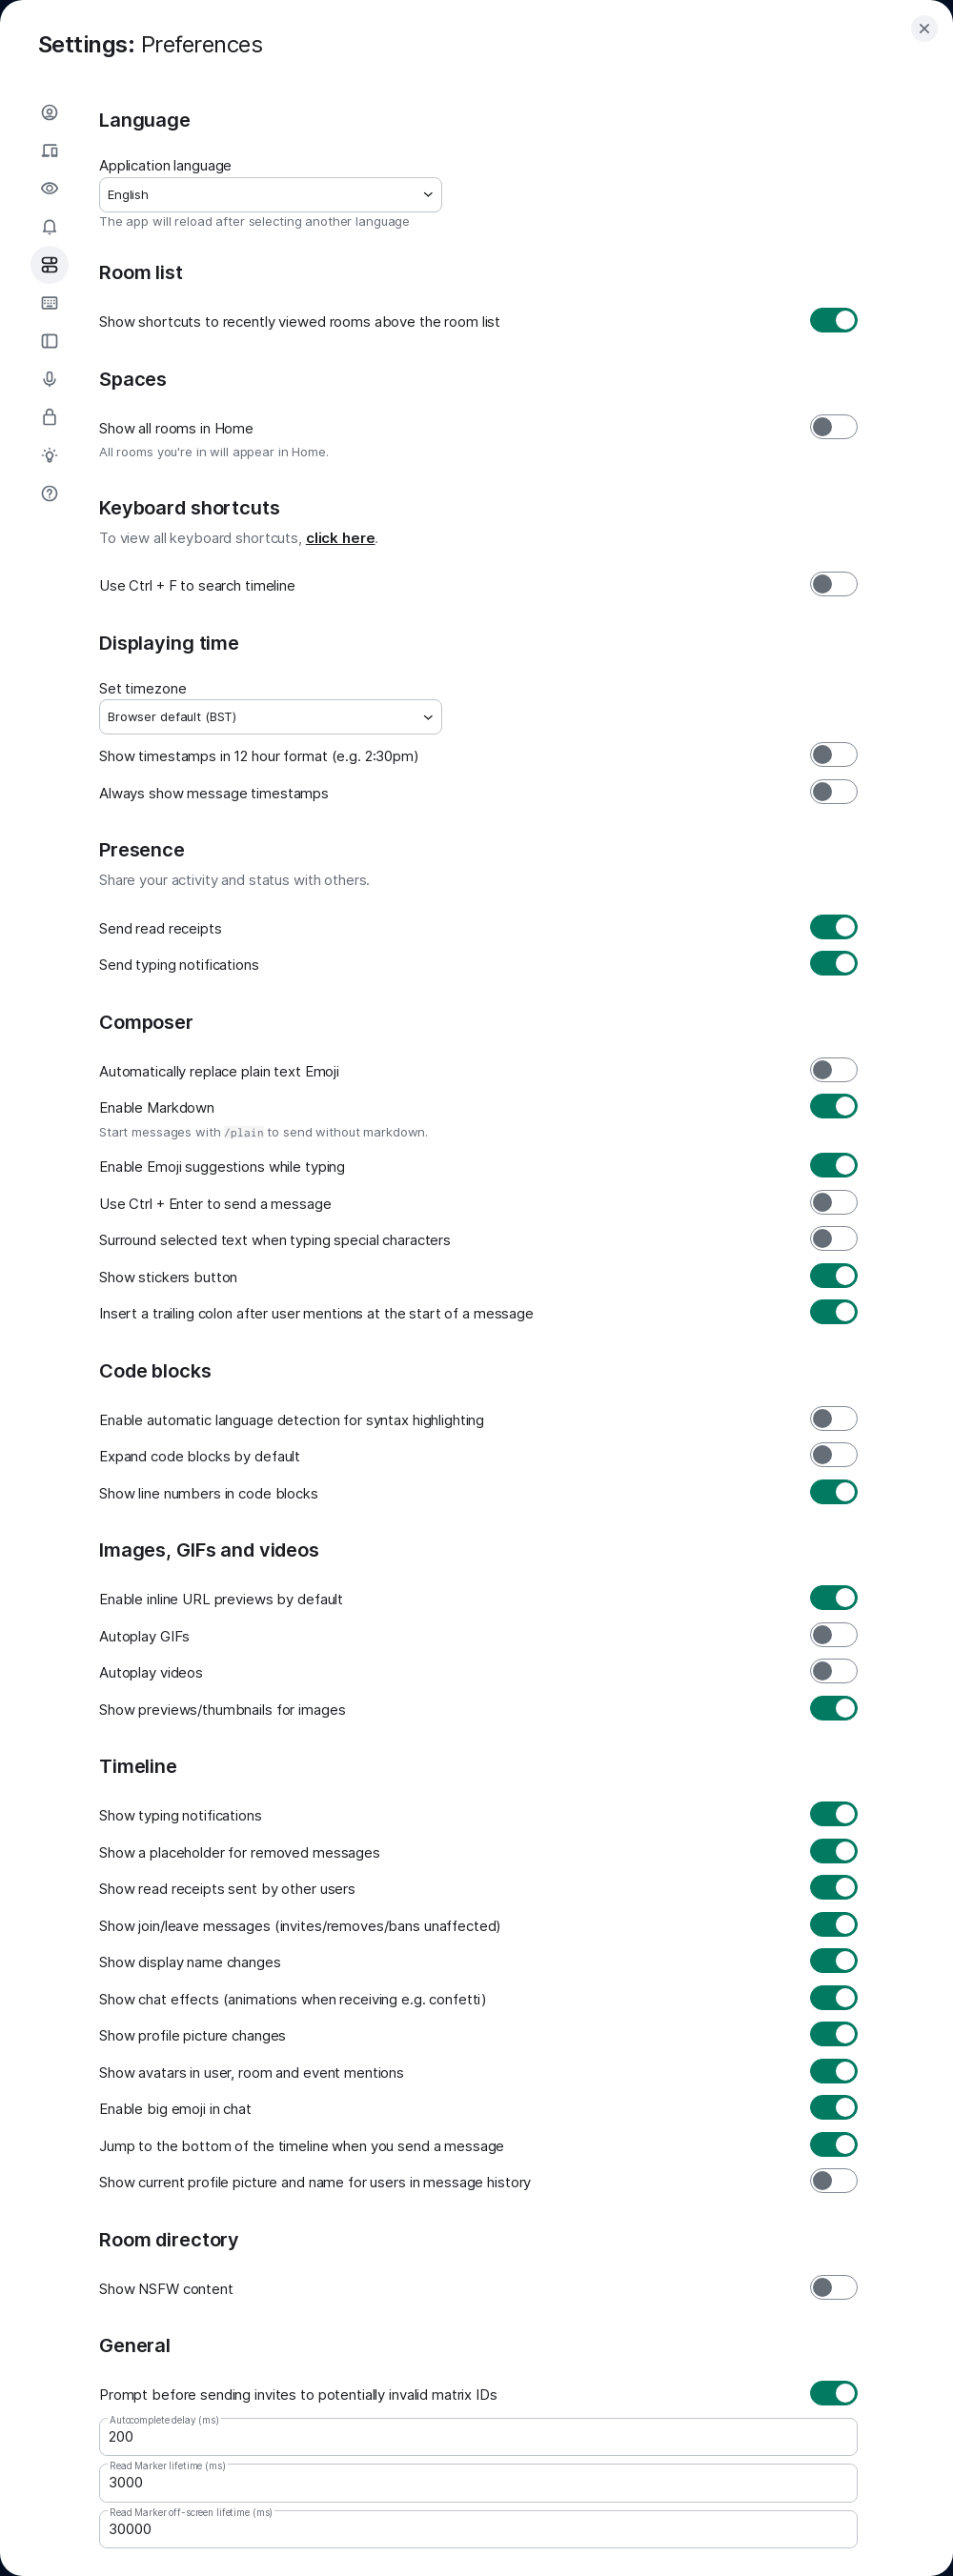 Settings: Preferences
Language
Application language
English
The app will reload after selecting another language
Room list
Show shortcuts to recently viewed rooms above the room list
Spaces
Show all rooms in Home
All rooms you're in will appear in Home.
Keyboard shortcuts
To view all keyboard shortcuts, click here.
Use Ctrl + F to search timeline
Displaying time
Set timezone
Browser default (BST)
Show timestamps in 12 hour format (e.g. 2:30pm)
Always show message timestamps
Presence
Share your activity and status with others.
Send read receipts
Send typing notifications
Composer
Automatically replace plain text Emoji
Enable Markdown
Start messages with /plain to send without markdown.
Enable Emoji suggestions while typing
Use Ctrl + Enter to send a message
Surround selected text when typing special characters
Show stickers button
Insert a trailing colon after user mentions at the start of a message
Code blocks
Enable automatic language detection for syntax highlighting
Expand code blocks by default
Show line numbers in code blocks
Images, GIFs and videos
Enable inline URL previews by default
Autoplay GIFs
Autoplay videos
Show previews/thumbnails for images
Timeline
Show typing notifications
Show a placeholder for removed messages
Show read receipts sent by other users
Show join/leave messages (invites/removes/bans unaffected)
Show display name changes
Show chat effects (animations when receiving e.g. confetti)
Show profile picture changes
Show avatars in user, room and event mentions
Enable big emoji in chat
Jump to the bottom of the timeline when you send a message
Show current profile picture and name for users in message history
Room directory
Show NSFW content
General
Prompt before sending invites to potentially invalid matrix IDs
Autocomplete delay (ms)
200
Read Marker lifetime (ms)
3000
Read Marker off-screen lifetime (ms)
30000